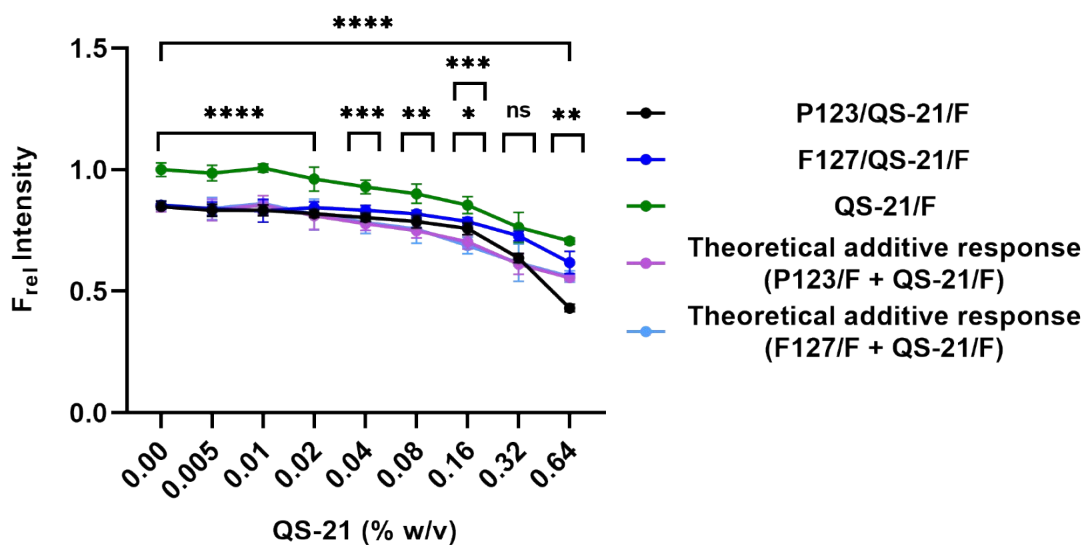 ****
1.5
***
****
***
**
*
ns
**
1.0
0.5
0.0
F_rel Intensity
0.00
0.005
0.01
0.02
0.04
0.08
0.16
0.32
0.64
QS-21 (% w/v)
P123/QS-21/F
F127/QS-21/F
QS-21/F
Theoretical additive response
(P123/F + QS-21/F)
Theoretical additive response
(F127/F + QS-21/F)